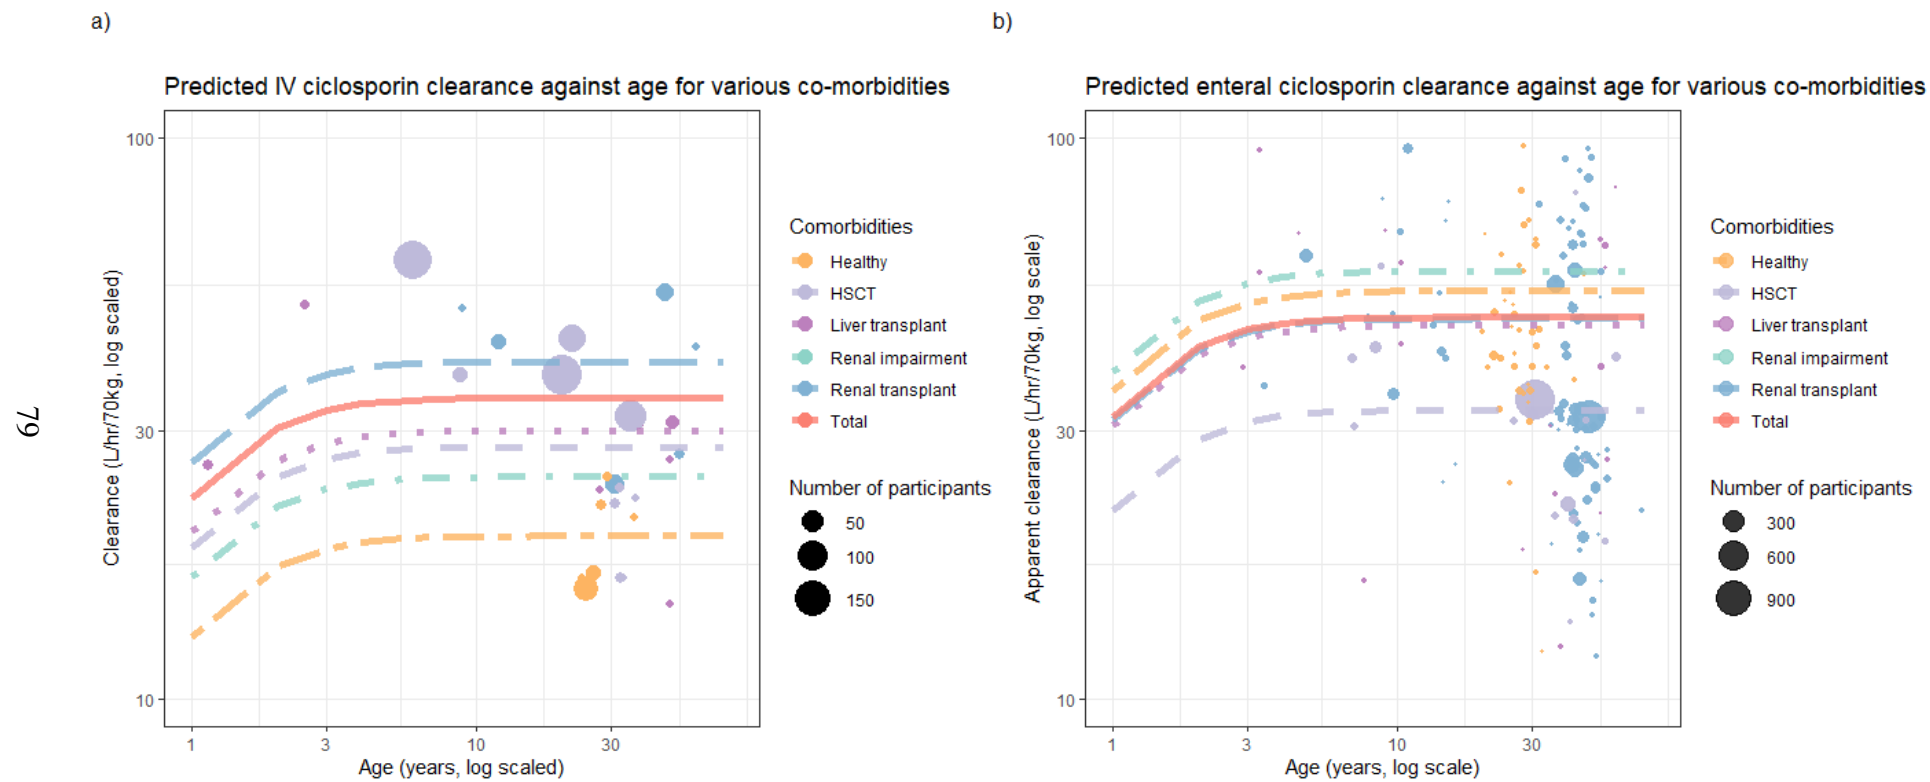 a)
Predicted IV ciclosporin clearance against age for various co-morbidities
100
30
10
Clearance (L/hr/70kg, log scaled)
1 3 10 30
Age (years, log scaled)
Comorbidities
Healthy
HSCT
Liver transplant
Renal impairment
Renal transplant
Total
Number of participants
50
100
150
b)
Predicted enteral ciclosporin clearance against age for various co-morbidities
100
30
10
Apparent clearance (L/hr/70kg, log scale)
1 3 10 30
Age (years, log scale)
Comorbidities
Healthy
HSCT
Liver transplant
Renal impairment
Renal transplant
Total
Number of participants
300
600
900
79